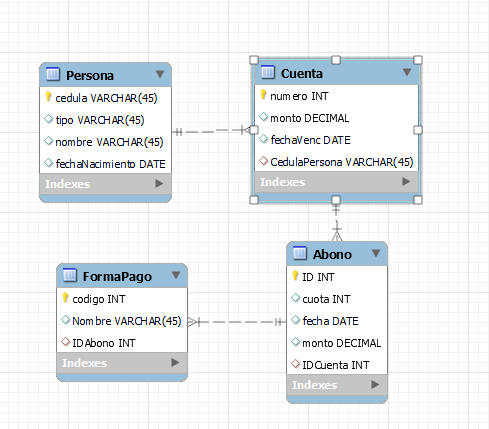 Persona
cedula VARCHAR(45)
tipo VARCHAR(45)
nombre VARCHAR(45)
fechaNacimiento DATE
Indexes
Cuenta
numero INT
monto DECIMAL
fechaVenc DATE
CedulaPersona VARCHAR(45)
Indexes
FormaPago
codigo INT
Nombre VARCHAR(45)
IDAbono INT
Indexes
Abono
ID INT
cuota INT
fecha DATE
monto DECIMAL
IDCuenta INT
Indexes